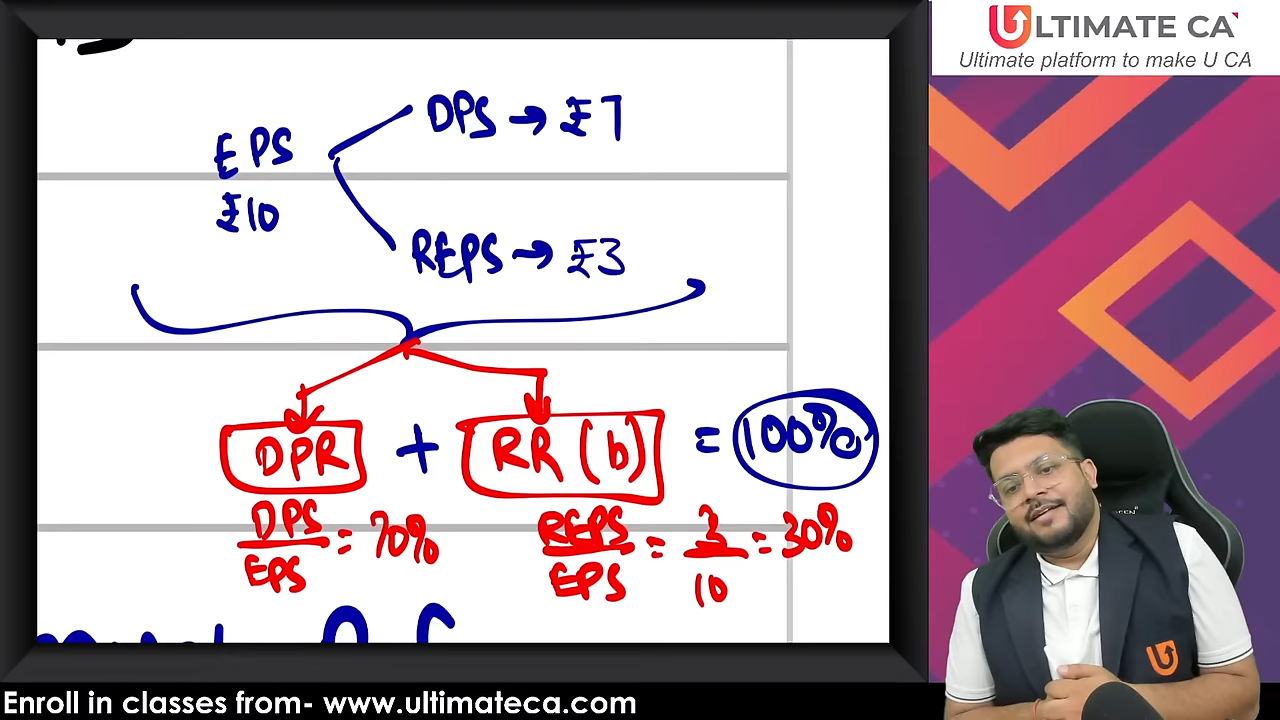 ULTIMATE CA
Ultimate platform to make U CA
DPS → ₹7
EPS
₹10
REPS → ₹3
DPR + RR (b) = 100%
DPS/EPS = 70%
REPS/EPS = 3/10 = 30%
Enroll in classes from- www.ultimateca.com